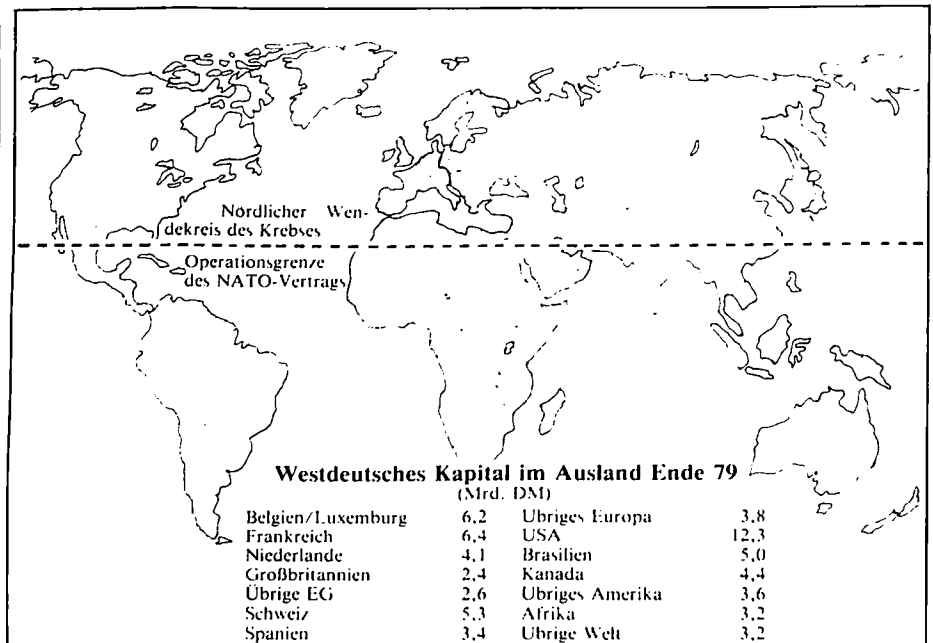 Nördlicher Wen-
dekreis des Krebses
Operationsgrenze
des NATO-Vertrags
Westdeutsches Kapital im Ausland Ende 79
(Mrd. DM)
Belgien/Luxemburg 6,2 Übriges Europa 3,8
Frankreich 6,4 USA 12,3
Niederlande 4,1 Brasilien 5,0
Großbritannien 2,4 Kanada 4,4
Übrige EG 2,6 Übriges Amerika 3,6
Schweiz 5,3 Afrika 3,2
Spanien 3,4 Übrige Welt 3,2